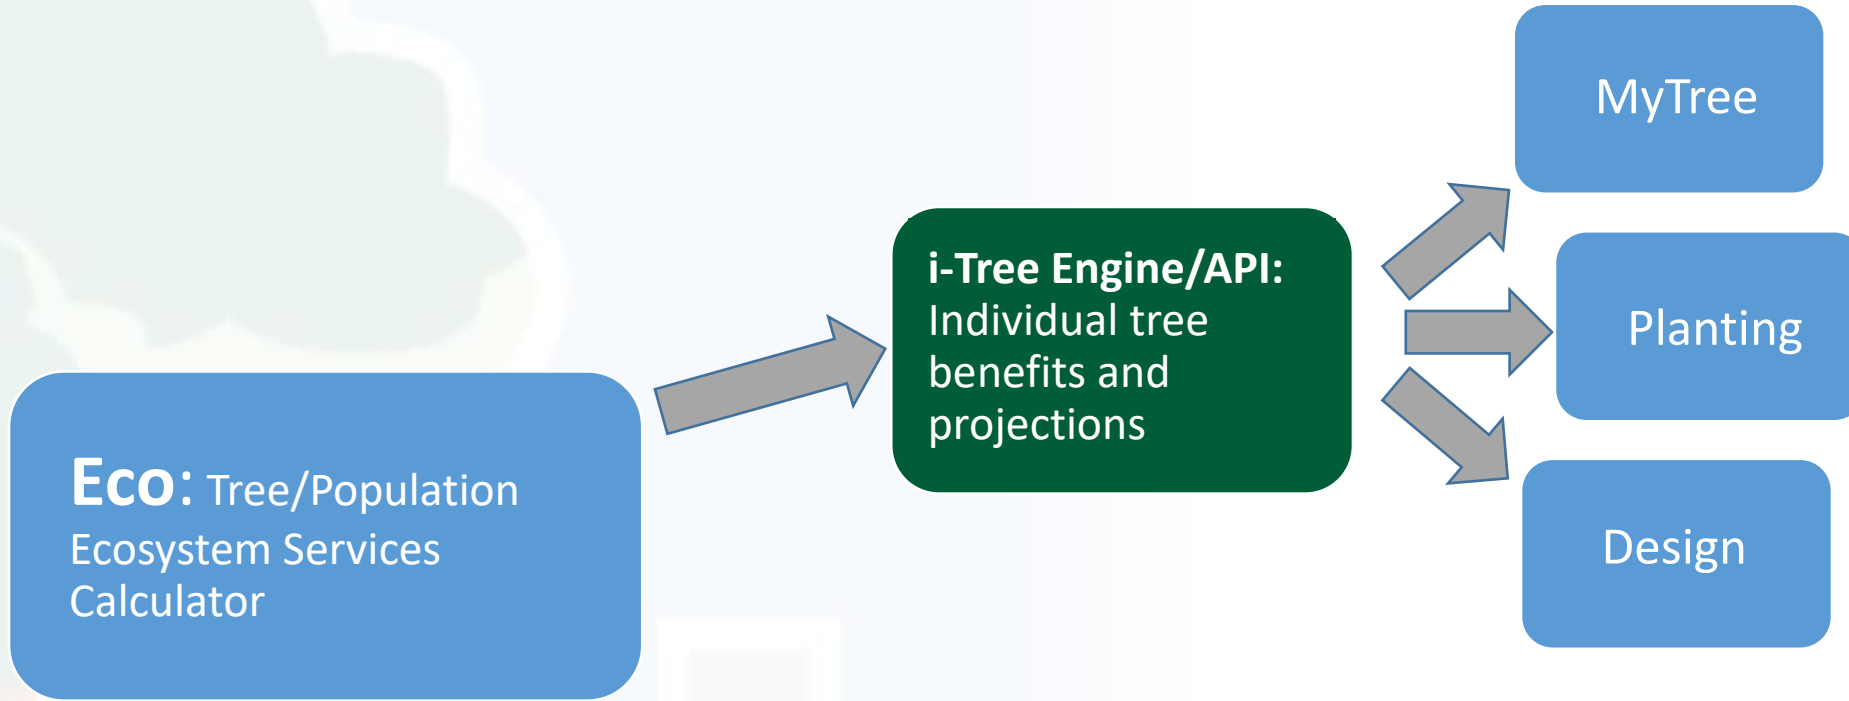 MyTree
i-Tree Engine/API:
Individual tree
benefits and
projections
Planting
Eco: Tree/Population
Ecosystem Services
Calculator
Design